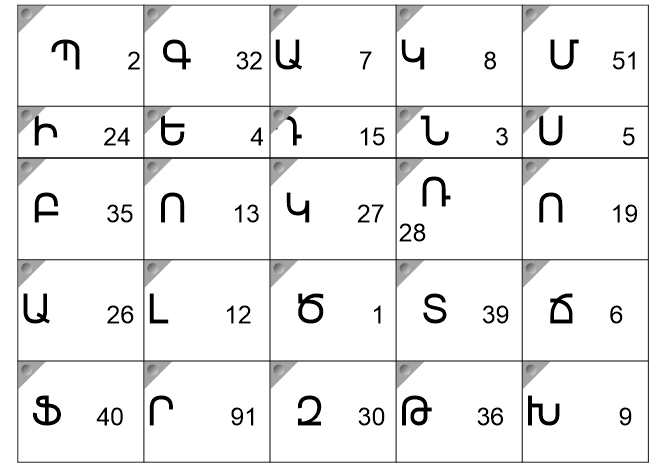 Պ 2 Գ 32 Ա 7 Կ 8 Մ 51
Ի 24 Ե 4 Դ 15 Ն 3 Ս 5
Բ 35 Ո 13 Կ 27 Ռ 28 Ո 19
Ա 26 Լ 12 Ծ 1 Տ 39 Ճ 6
Ֆ 40 Ր 91 Զ 30 Թ 36 Խ 9